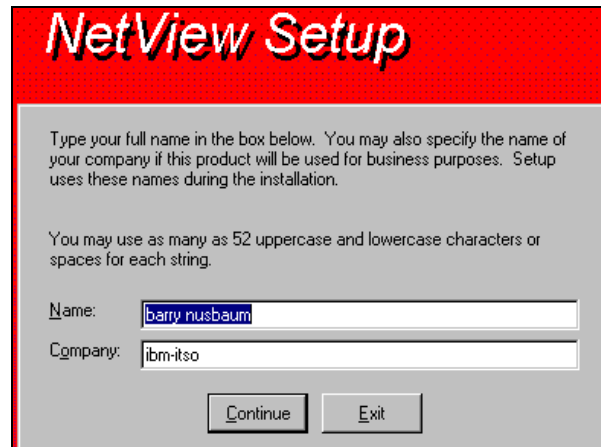 NetView Setup
Type your full name in the box below. You may also specify the name of
your company if this product will be used for business purposes. Setup
uses these names during the installation.
You may use as many as 52 uppercase and lowercase characters or
spaces for each string.
Name: barry nusbaum
Company: ibm-itso
Continue Exit